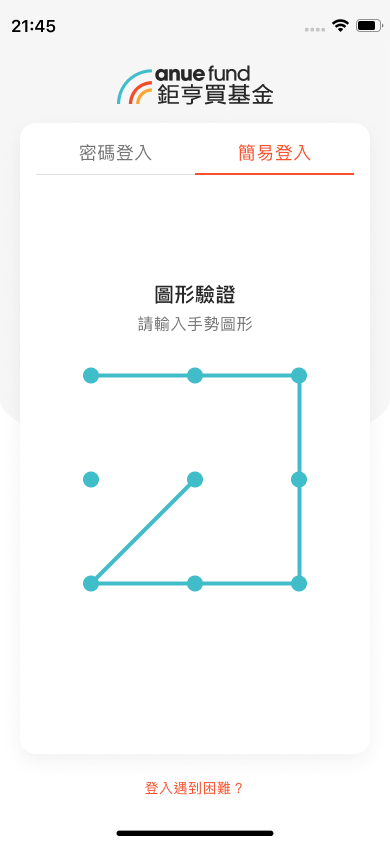 21:45
anue fund
鉅亨買基金
密碼登入
簡易登入
圖形驗證
請輸入手勢圖形
登入遇到困難？